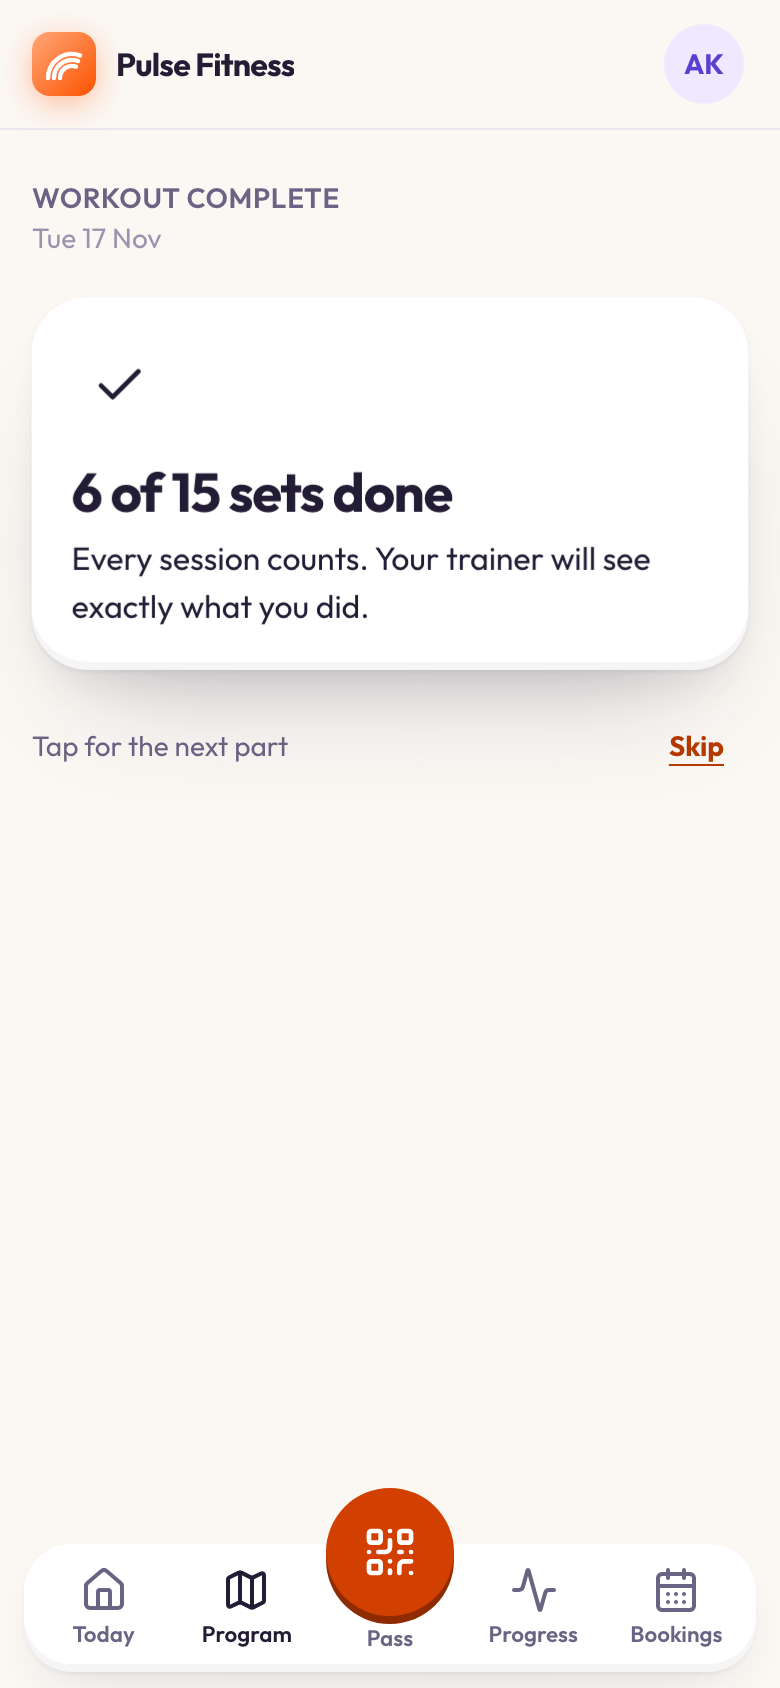 Pulse Fitness
AK
WORKOUT COMPLETE
Tue 17 Nov
6 of 15 sets done
Every session counts. Your trainer will see
exactly what you did.
Tap for the next part
Skip
Today
Program
Pass
Progress
Bookings